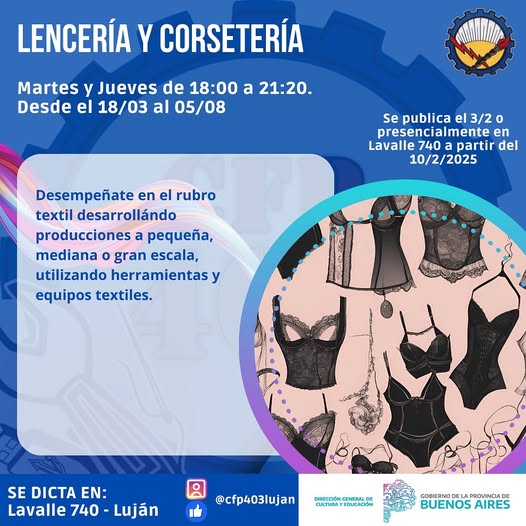 LENCERÍA Y CORSETERÍA
Martes y Jueves de 18:00 a 21:20.
Desde el 18/03 al 05/08
Se publica el 3/2 o
presencialmente en
Lavalle 740 a partir del
10/2/2025
Desempeñate en el rubro
textil desarrollándo
producciones a pequeña,
mediana o gran escala,
utilizando herramientas y
equipos textiles.
SE DICTA EN:
Lavalle 740 - Luján
@cfp403lujan
DIRECCIÓN GENERAL DE
CULTURA Y EDUCACIÓN
GOBIERNO DE LA PROVINCIA DE
BUENOS AIRES